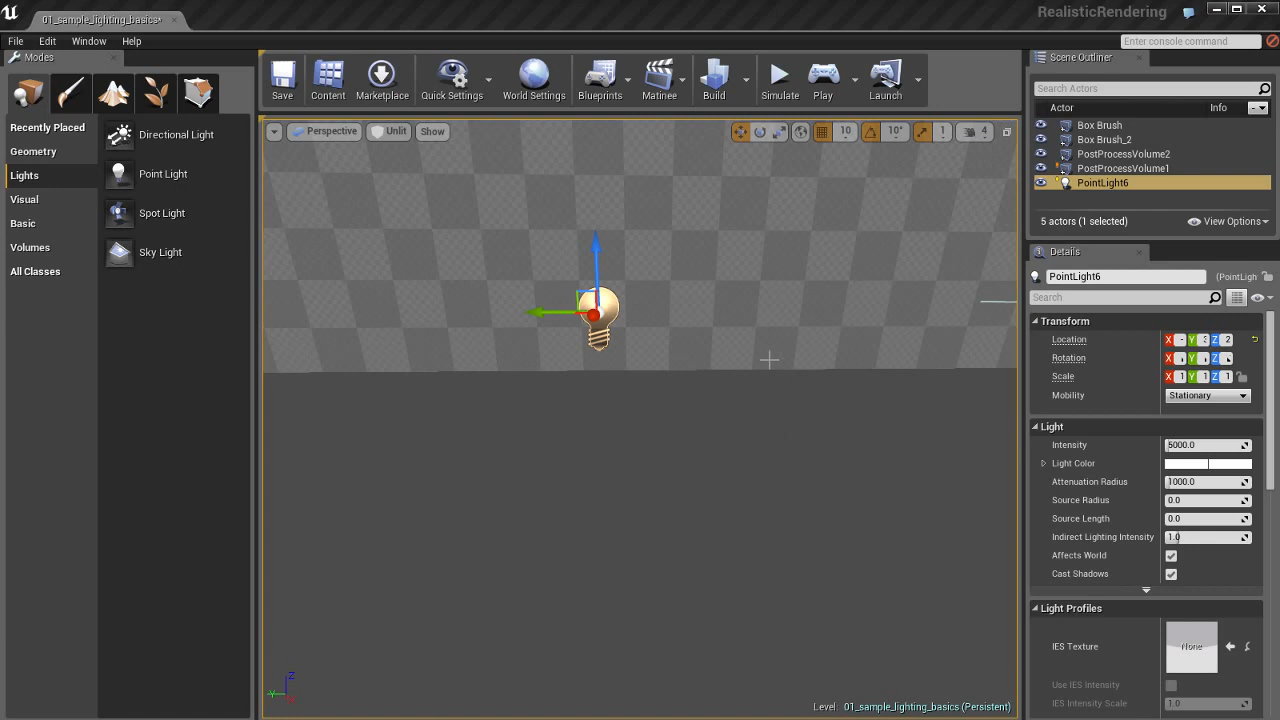 01_sample_lighting_basics*
RealisticRendering
File Edit Window Help
Enter console command
Modes
Save Content Marketplace Quick Settings World Settings Blueprints Matinee Build Simulate Play Launch
Recently Placed
Geometry
Lights
Visual
Basic
Volumes
All Classes
Directional Light
Point Light
Spot Light
Sky Light
Perspective Unlit Show
10 10° 1 4
Level: 01_sample_lighting_basics (Persistent)
Scene Outliner
Search Actors
Actor Info
Box Brush
Box Brush_2
PostProcessVolume2
PostProcessVolume1
PointLight6
5 actors (1 selected) View Options
Details
PointLight6 (PointLigh
Search
Transform
Location X - Y Z 2
Rotation X Y Z
Scale X 1 Y 1 Z 1
Mobility Stationary
Light
Intensity 5000.0
Light Color
Attenuation Radius 1000.0
Source Radius 0.0
Source Length 0.0
Indirect Lighting Intensity 1.0
Affects World
Cast Shadows
Light Profiles
IES Texture None
Use IES Intensity
IES Intensity Scale 1.0
Z
Y